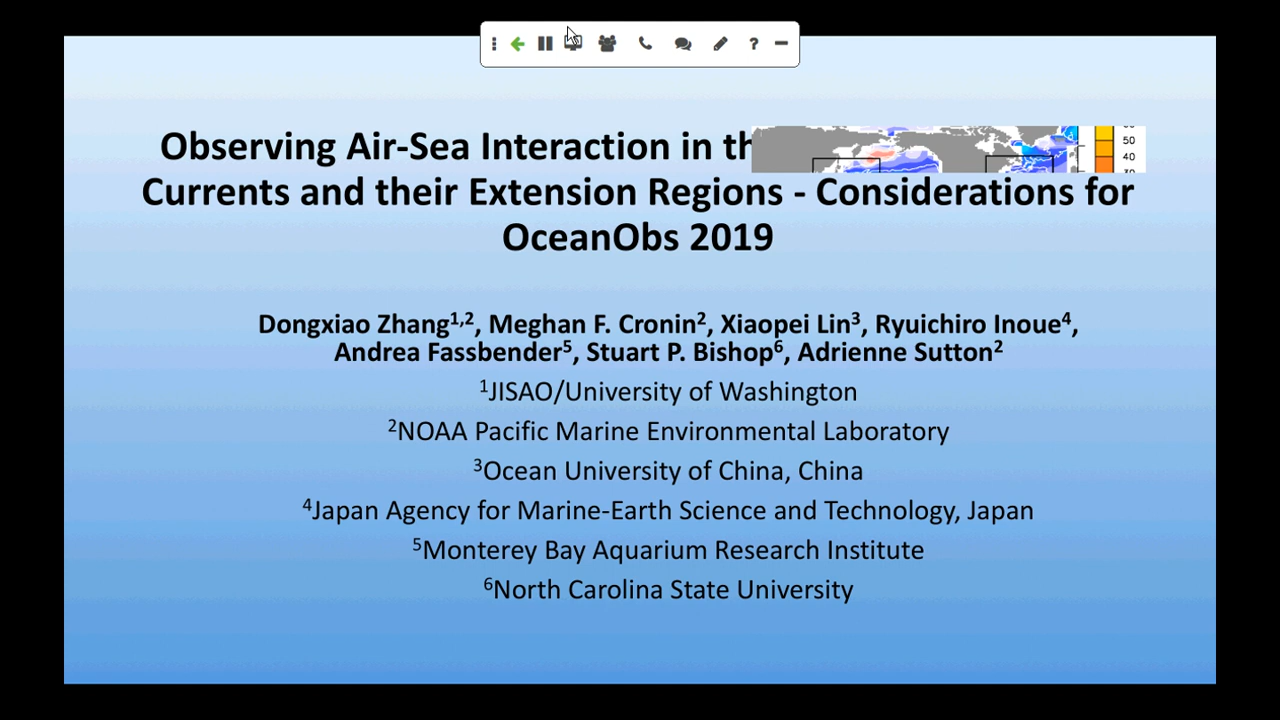 Observing Air-Sea Interaction in th
50
40
Currents and their Extension Regions - Considerations for
OceanObs 2019
Dongxiao Zhang1,2, Meghan F. Cronin2, Xiaopei Lin3, Ryuichiro Inoue4,
Andrea Fassbender5, Stuart P. Bishop6, Adrienne Sutton2
1JISAO/University of Washington
2NOAA Pacific Marine Environmental Laboratory
3Ocean University of China, China
4Japan Agency for Marine-Earth Science and Technology, Japan
5Monterey Bay Aquarium Research Institute
6North Carolina State University